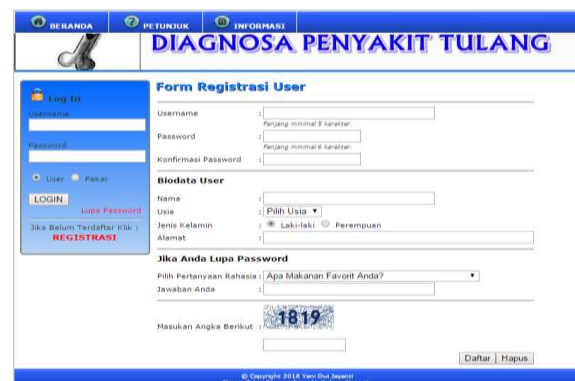 BERANDA PETUNJUK INFORMASI
DIAGNOSA PENYAKIT TULANG
Log In
Username
Password
User Pakar
LOGIN
Lupa Password
Jika Belum Terdaftar Klik :
REGISTRASI
Form Registrasi User
Username :
Panjang minimal 5 karakter.
Password :
Panjang minimal 6 karakter.
Konfirmasi Password :
Biodata User
Nama :
Usia : Pilih Usia
Jenis Kelamin : Laki-laki Perempuan
Alamat :
Jika Anda Lupa Password
Pilih Pertanyaan Rahasia : Apa Makanan Favorit Anda?
Jawaban Anda :
1819
Masukan Angka Berikut :
Daftar Hapus
© Copyright 2018 Yeni Dwi Jayanti